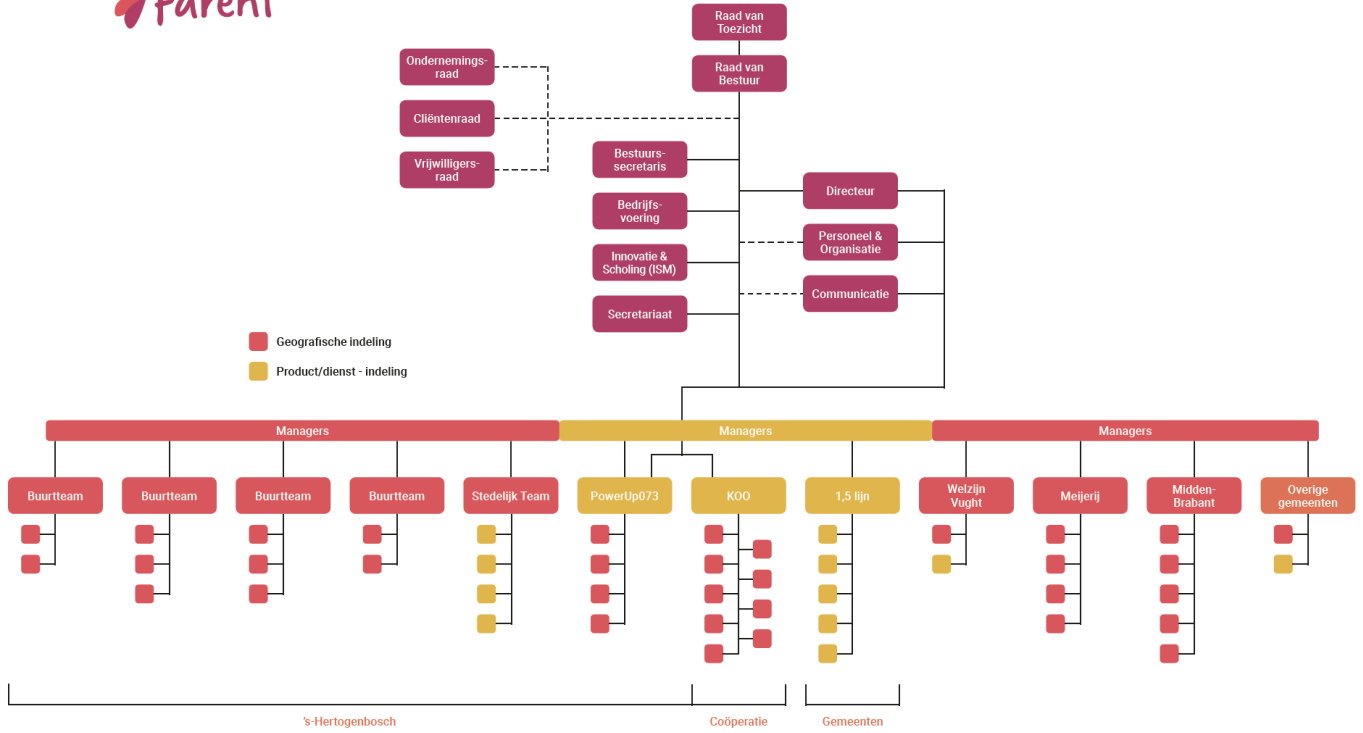 Parent
Raad van
Toezicht
Raad van
Bestuur
Ondernemings-
raad
Cliëntenraad
Vrijwilligers-
raad
Bestuurs-
secretaris
Bedrijfs-
voering
Innovatie &
Scholing (ISM)
Secretariaat
Directeur
Personeel &
Organisatie
Communicatie
Geografische indeling
Product/dienst - indeling
Managers
Managers
Managers
Buurtteam
Buurtteam
Buurtteam
Buurtteam
Stedelijk Team
PowerUp073
KOO
1,5 lijn
Welzijn
Vught
Meijerij
Midden-
Brabant
Overige
gemeenten
's-Hertogenbosch
Coöperatie
Gemeenten